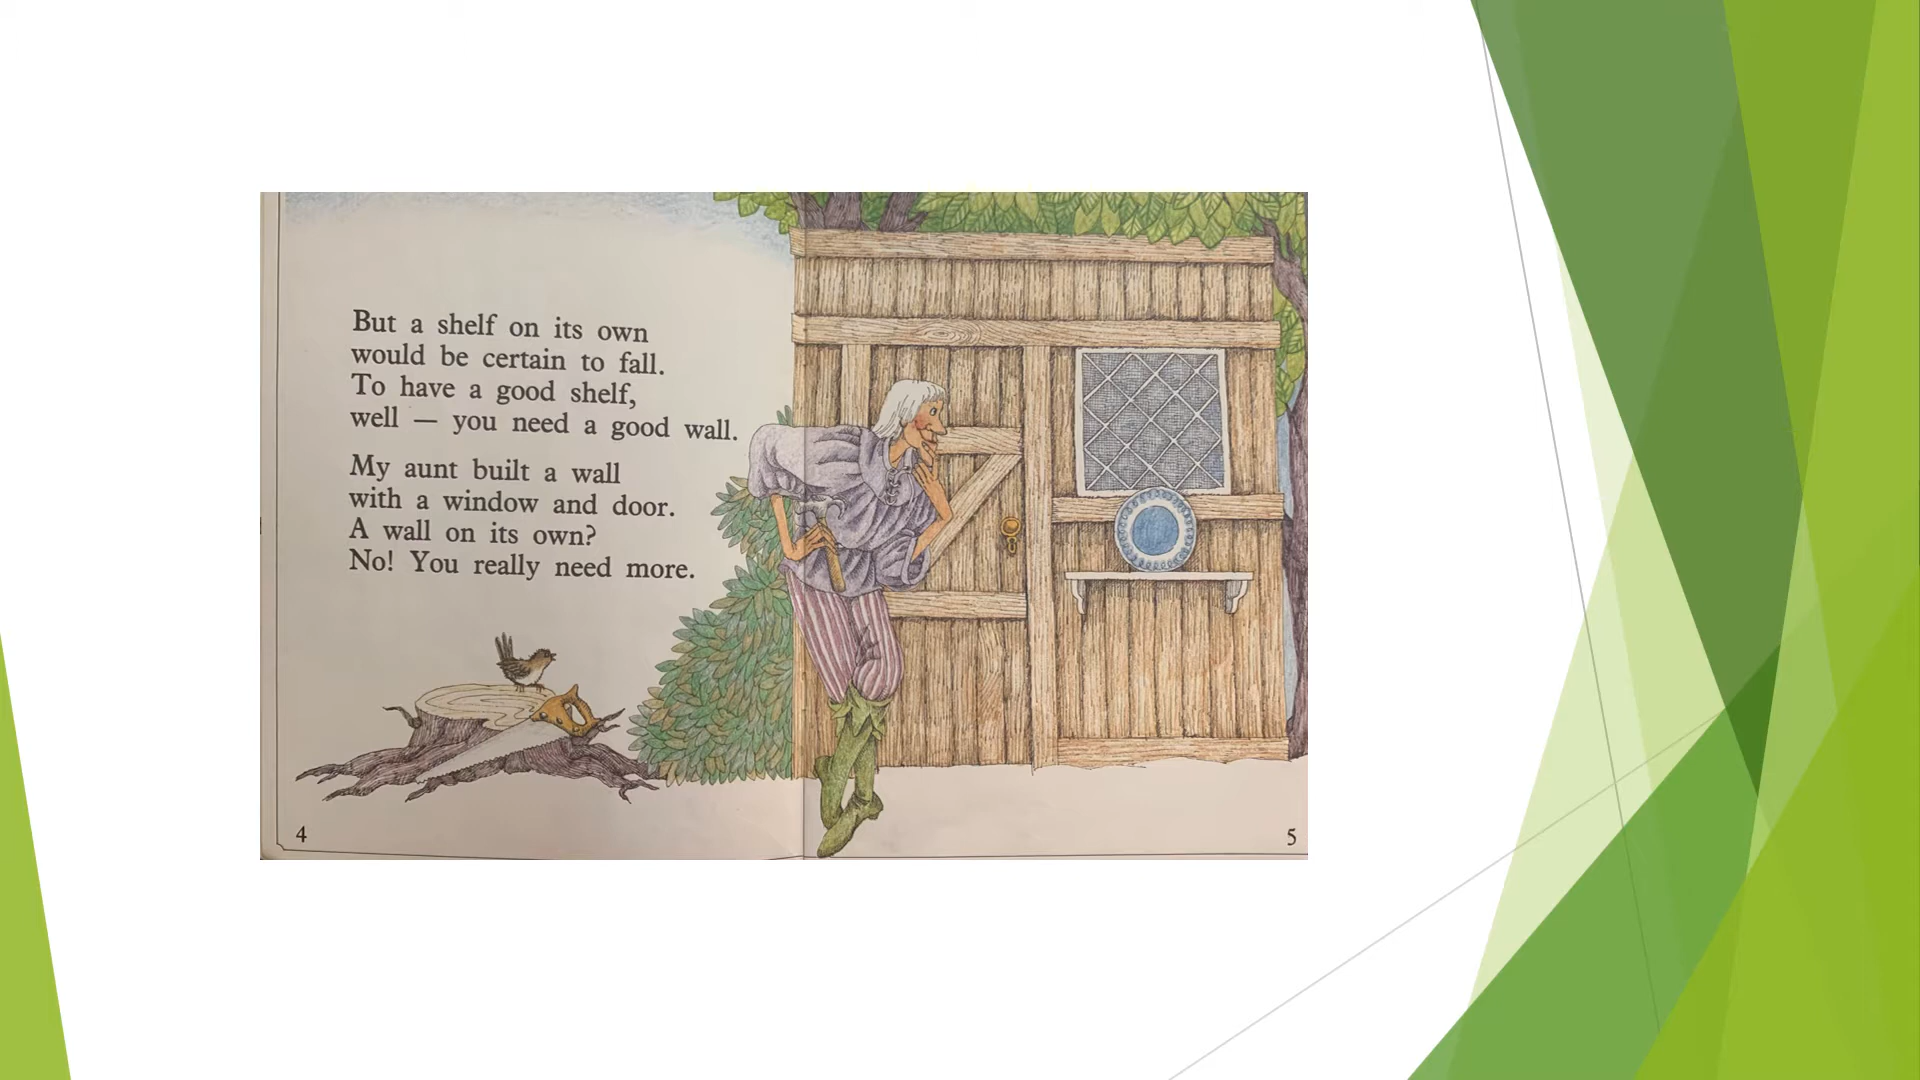 But a shelf on its own
would be certain to fall.
To have a good shelf,
well — you need a good wall.
My aunt built a wall
with a window and door.
A wall on its own?
No! You really need more.
4
5